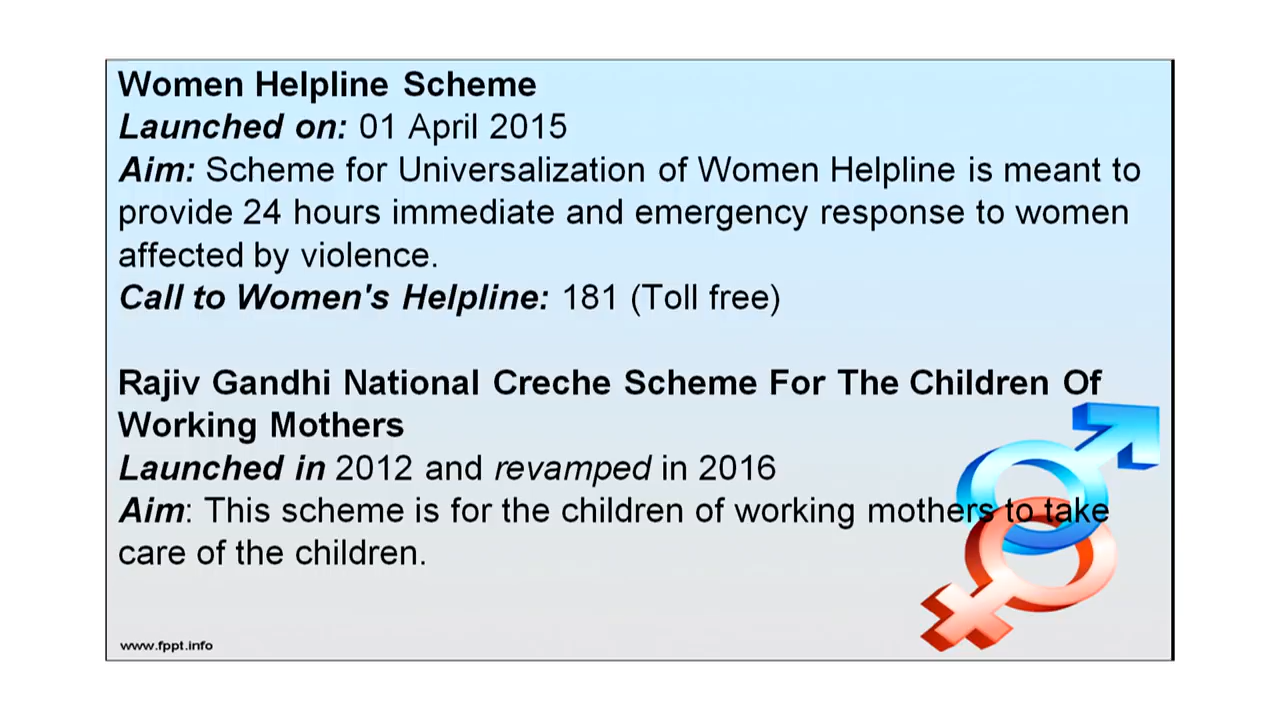 Women Helpline Scheme
Launched on: 01 April 2015
Aim: Scheme for Universalization of Women Helpline is meant to
provide 24 hours immediate and emergency response to women
affected by violence.
Call to Women's Helpline: 181 (Toll free)
Rajiv Gandhi National Creche Scheme For The Children Of
Working Mothers
Launched in 2012 and revamped in 2016
Aim: This scheme is for the children of working mothers to take
care of the children.
www.fppt.info